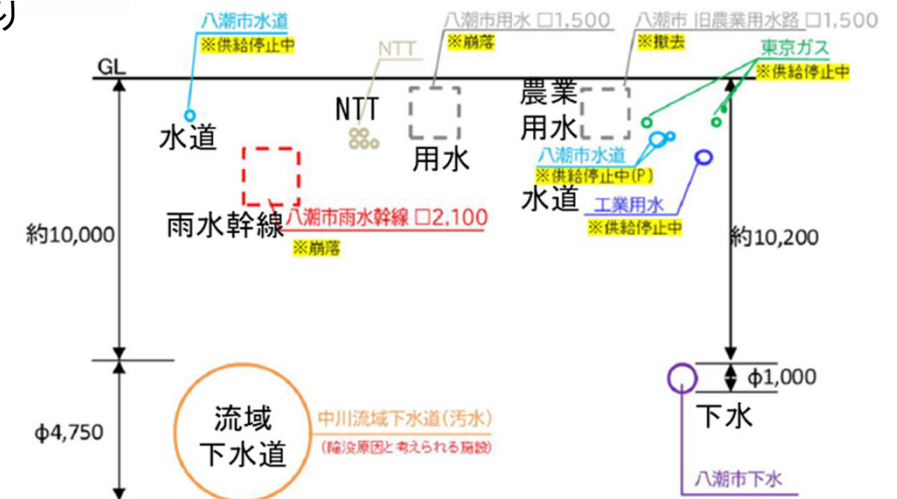 り
八潮市水道
※供給停止中
八潮市用水 □1,500
※崩落
八潮市 旧農業用水路 □1,500
※撤去
NTT
東京ガス
※供給停止中
GL
水道
NTT
用水
農業
用水
八潮市水道
※供給停止中(P)
水道
工業用水
※供給停止中
雨水幹線
八潮市雨水幹線 □2,100
※崩落
約10,000
約10,200
φ4,750
流域
下水道
中川流域下水道(汚水)
(陥没原因と考えられる施設)
φ1,000
下水
八潮市下水